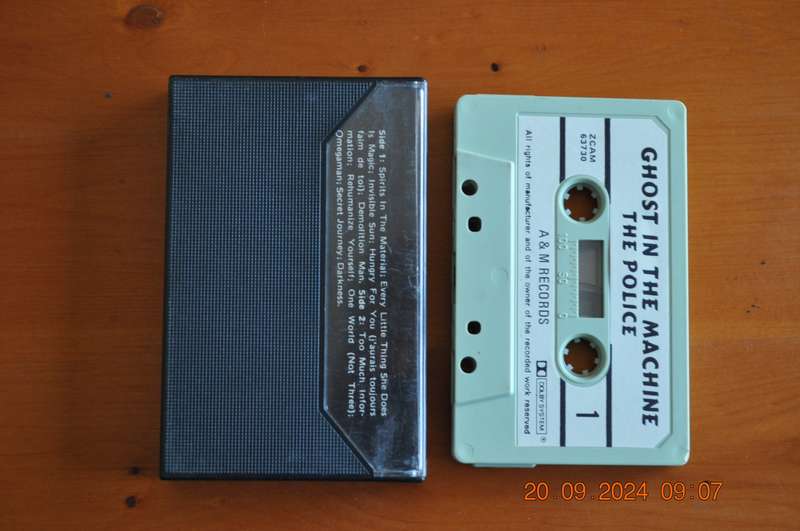 Side 1: Spirits In The Material; Every Little Thing She Does
Is Magic; Invisible Sun; Hungry For You (j'aurais toujours
faim de toi); Demolition Man. Side 2: Too Much Infor-
mation; Rehumanize Yourself; One World (Not Three);
Omegaman; Secret Journey; Darkness.
GHOST IN THE MACHINE
THE POLICE
ZCAM
63730
1
100 50 0
A & M RECORDS
DOLBY SYSTEM ®
All rights of manufacturer and of the owner of the recorded work reserved
20.09.2024 09:07